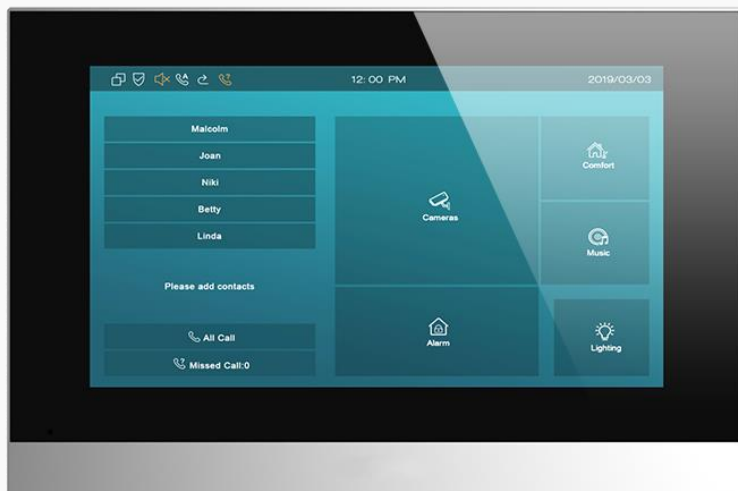 12:00 PM
2019/03/03
Malcolm
Joan
Niki
Betty
Linda
Please add contacts
All Call
Missed Call:0
Cameras
Alarm
Comfort
Music
Lighting